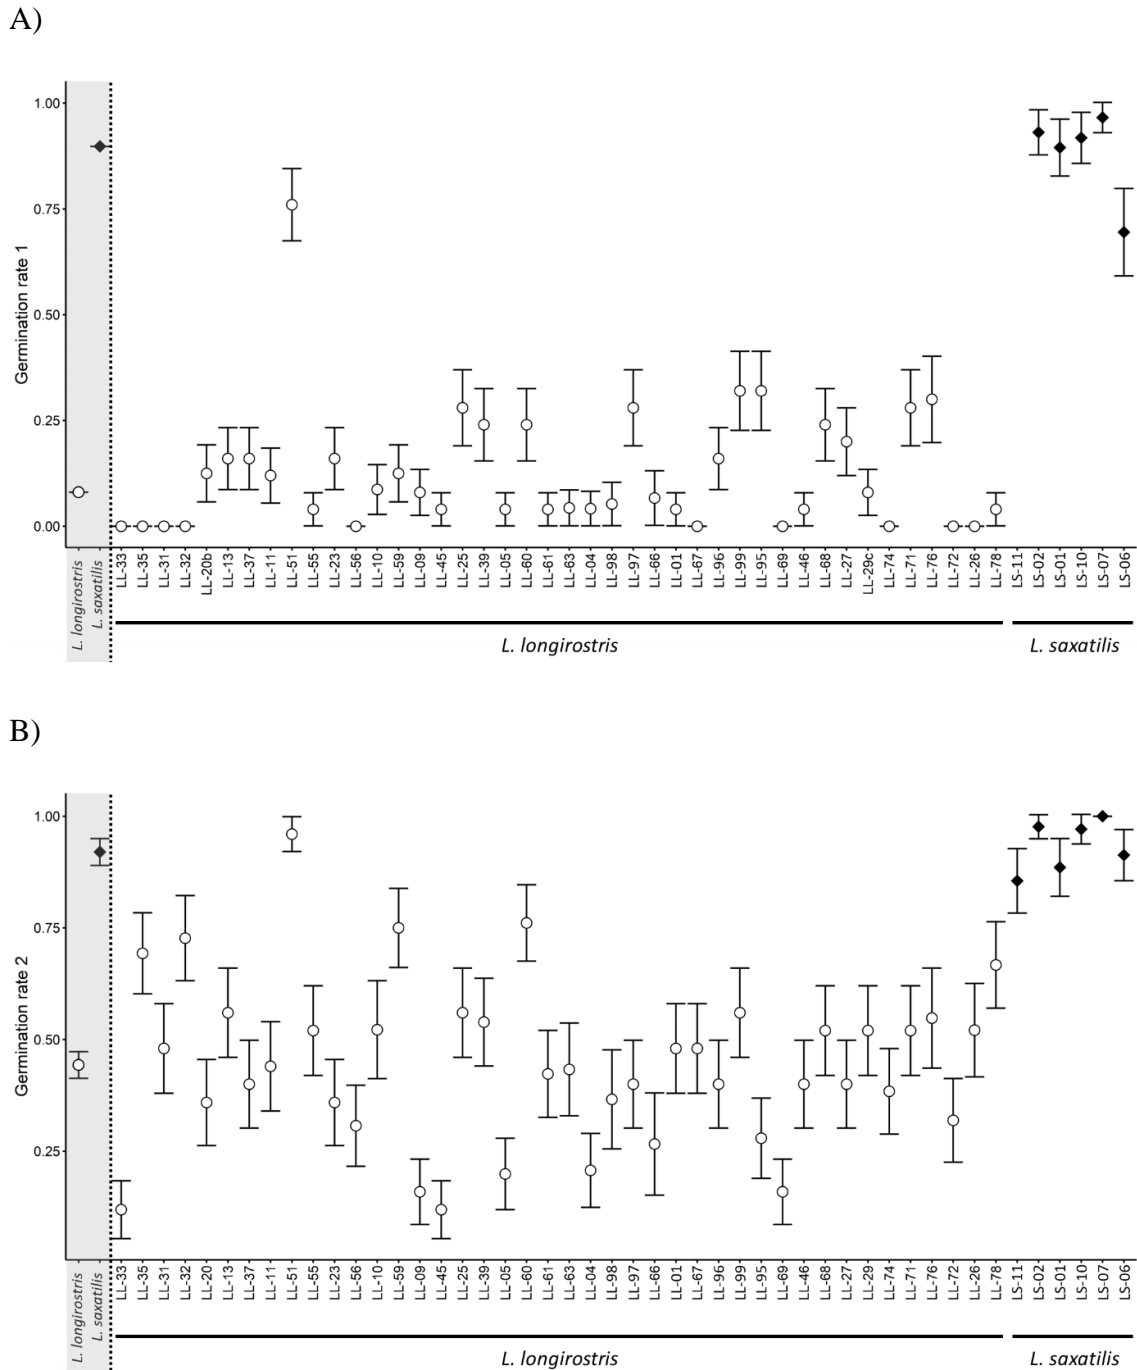 A)
Germination rate 1
1.00
0.75
0.50
0.25
0.00
L. longirostris
L. saxatilis
LL-33
LL-35
LL-31
LL-32
LL-20b
LL-13
LL-37
LL-11
LL-51
LL-55
LL-23
LL-56
LL-10
LL-59
LL-09
LL-45
LL-25
LL-39
LL-05
LL-60
LL-61
LL-63
LL-04
LL-98
LL-97
LL-66
LL-01
LL-67
LL-96
LL-99
LL-95
LL-69
LL-46
LL-68
LL-27
LL-29c
LL-74
LL-71
LL-76
LL-72
LL-26
LL-78
LS-11
LS-02
LS-01
LS-10
LS-07
LS-06
L. longirostris
L. saxatilis
B)
Germination rate 2
1.00
0.75
0.50
0.25
L. longirostris
L. saxatilis
LL-33
LL-35
LL-31
LL-32
LL-20
LL-13
LL-37
LL-11
LL-51
LL-55
LL-23
LL-56
LL-10
LL-59
LL-09
LL-45
LL-25
LL-39
LL-05
LL-60
LL-61
LL-63
LL-04
LL-98
LL-97
LL-66
LL-01
LL-67
LL-96
LL-99
LL-95
LL-69
LL-46
LL-68
LL-27
LL-29
LL-74
LL-71
LL-76
LL-72
LL-26
LL-78
LS-11
LS-02
LS-01
LS-10
LS-07
LS-06
L. longirostris
L. saxatilis